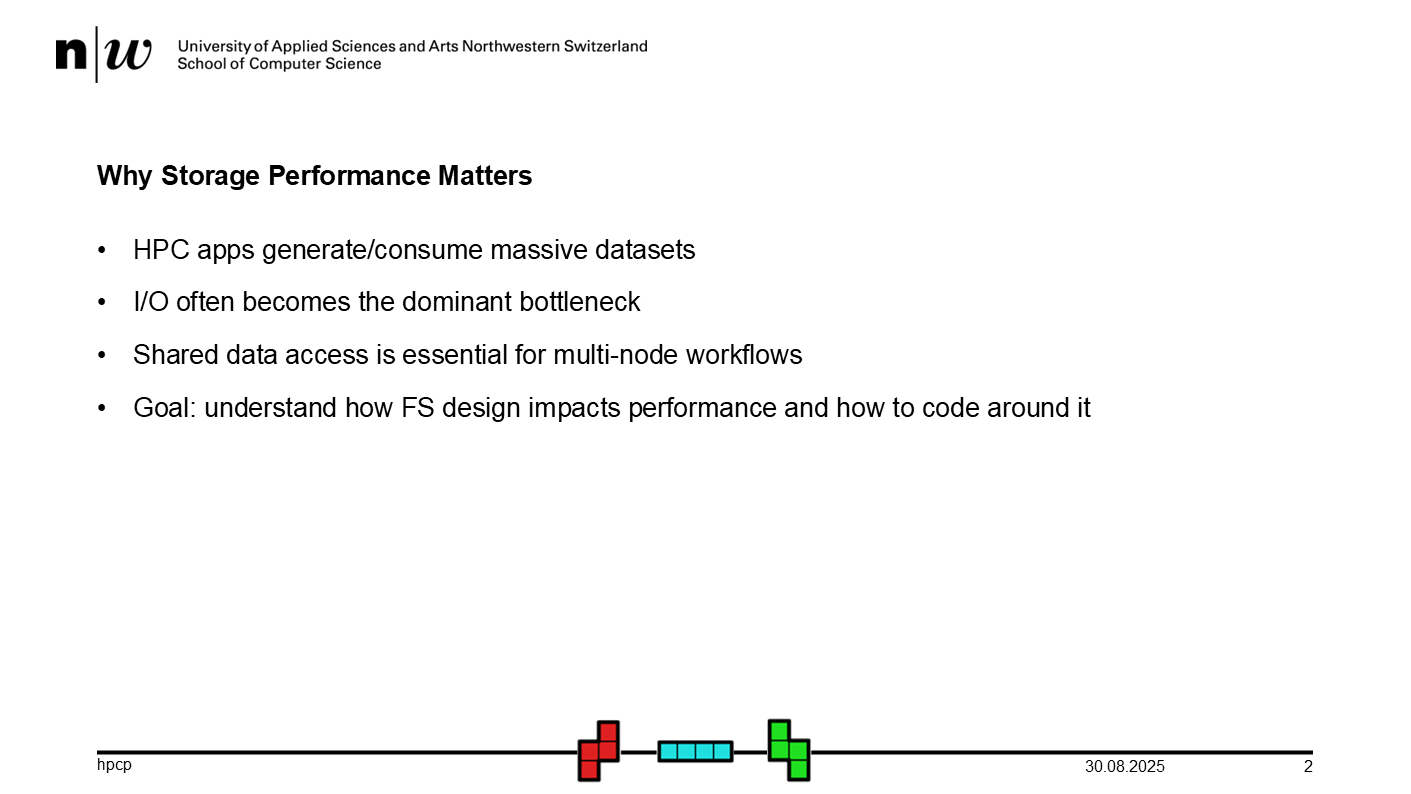 n|w University of Applied Sciences and Arts Northwestern Switzerland
School of Computer Science
Why Storage Performance Matters
• HPC apps generate/consume massive datasets
• I/O often becomes the dominant bottleneck
• Shared data access is essential for multi-node workflows
• Goal: understand how FS design impacts performance and how to code around it
hpcp 30.08.2025 2